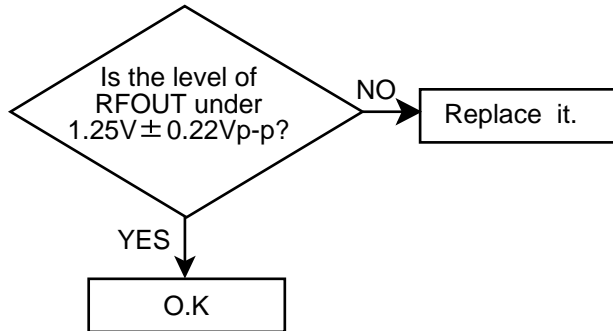 Is the level of
RFOUT under
1.25V±0.22Vp-p?
NO
Replace it.
YES
O.K